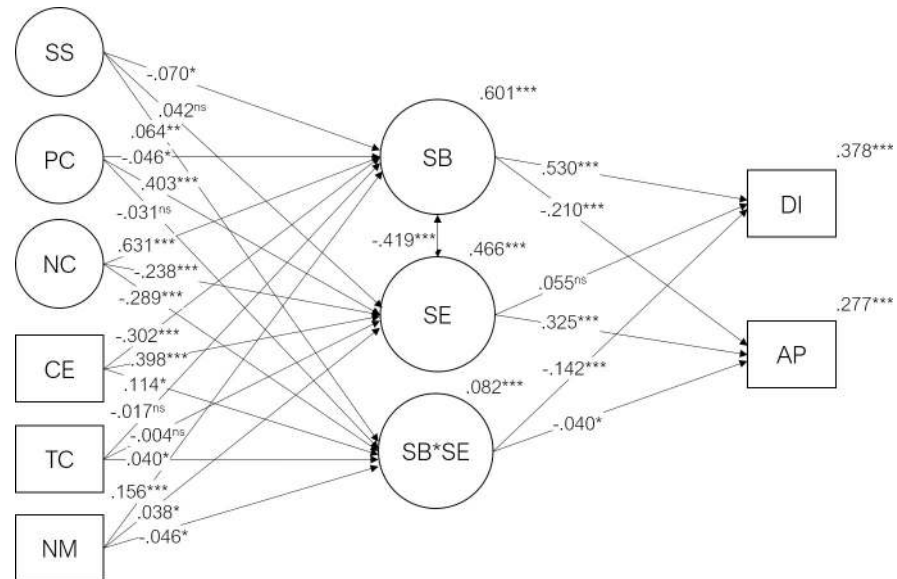 SS
-.070*
.042ns
.064**
.601***
PC
-.046*
.403***
-.031ns
SB
.530***
-.210***
.378***
DI
NC
.631***
-.238***
-.289***
-.419***
.466***
SE
.055ns
.325***
-.142***
.277***
AP
CE
-.302***
.398***
.114*
.082***
SB*SE
-.040*
TC
-.017ns
-.004ns
.040*
NM
.156***
.038*
-.046*